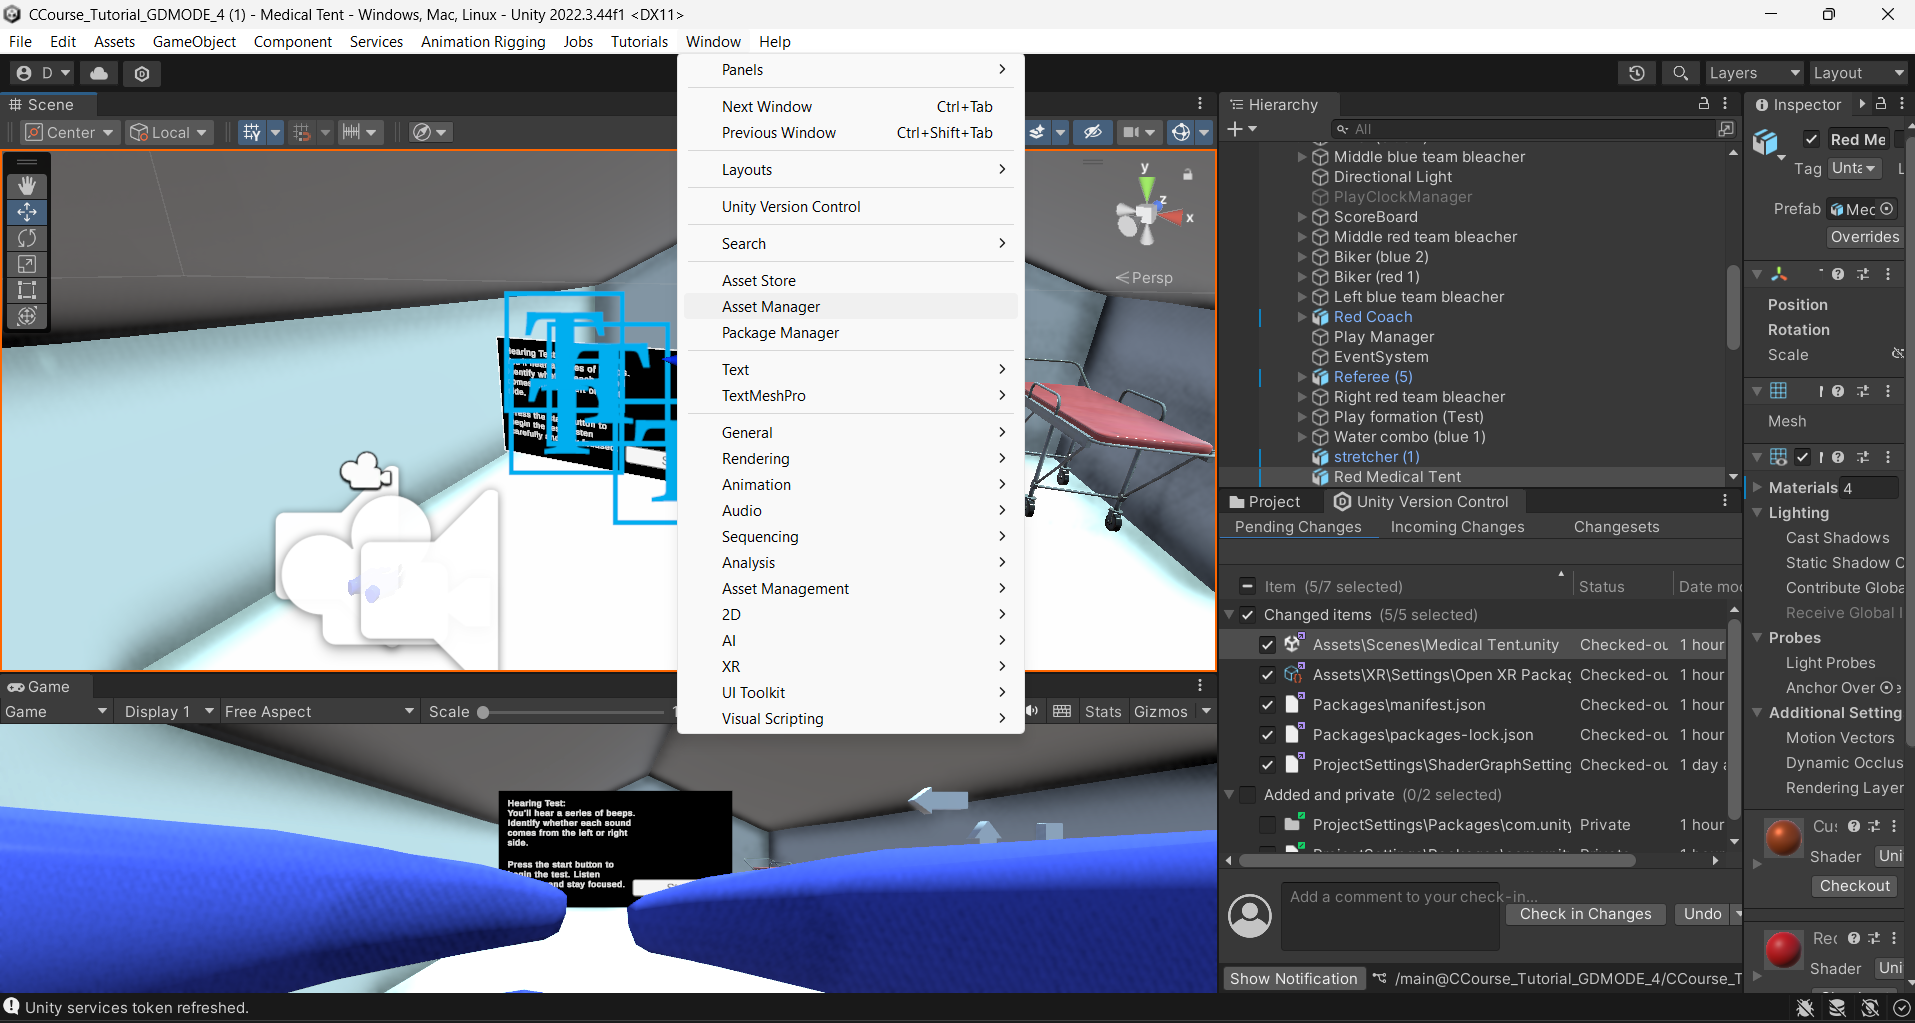 CCourse_Tutorial_GDMODE_4 (1) - Medical Tent - Windows, Mac, Linux - Unity 2022.3.44f1 <DX11>
File Edit Assets GameObject Component Services Animation Rigging Jobs Tutorials Window Help
D
Layers Layout
Scene
Center Local
y
z
x
Persp
Hearing Test:
Panels
Next Window Ctrl+Tab
Previous Window Ctrl+Shift+Tab
Layouts
Unity Version Control
Search
Asset Store
Asset Manager
Package Manager
Text
TextMeshPro
General
Rendering
Animation
Audio
Sequencing
Analysis
Asset Management
2D
AI
XR
UI Toolkit
Visual Scripting
Game
Game Display 1 Free Aspect Scale 1 Stats Gizmos
Hearing Test:
You'll hear a series of beeps.
Identify whether each sound
comes from the left or right
side.
Press the start button to
begin the test. Listen
and stay focused.
Hierarchy
All
Middle blue team bleacher
Directional Light
PlayClockManager
ScoreBoard
Middle red team bleacher
Biker (blue 2)
Biker (red 1)
Left blue team bleacher
Red Coach
Play Manager
EventSystem
Referee (5)
Right red team bleacher
Play formation (Test)
Water combo (blue 1)
stretcher (1)
Red Medical Tent
Project Unity Version Control
Pending Changes Incoming Changes Changesets
Item (5/7 selected) Status Date mo
Changed items (5/5 selected)
Assets\Scenes\Medical Tent.unity Checked-ou 1 hour
Assets\XR\Settings\Open XR Packag Checked-ou 1 hour
Packages\manifest.json Checked-ou 1 hour
Packages\packages-lock.json Checked-ou 1 hour
ProjectSettings\ShaderGraphSetting Checked-ou 1 day a
Added and private (0/2 selected)
ProjectSettings\Packages\com.unity Private 1 hour
Add a comment to your check-in...
Check in Changes Undo
Show Notification /main@CCourse_Tutorial_GDMODE_4/CCourse_T
Inspector
Red Me
Tag Unta L
Prefab Mec
Overrides
Position
Rotation
Scale
Mesh
Materials 4
Lighting
Cast Shadows
Static Shadow C
Contribute Globa
Receive Global I
Probes
Light Probes
Anchor Over
Additional Setting
Motion Vectors
Dynamic Occlus
Rendering Layer
Cus
Shader Uni
Checkout
Rec
Shader Uni
Unity services token refreshed.